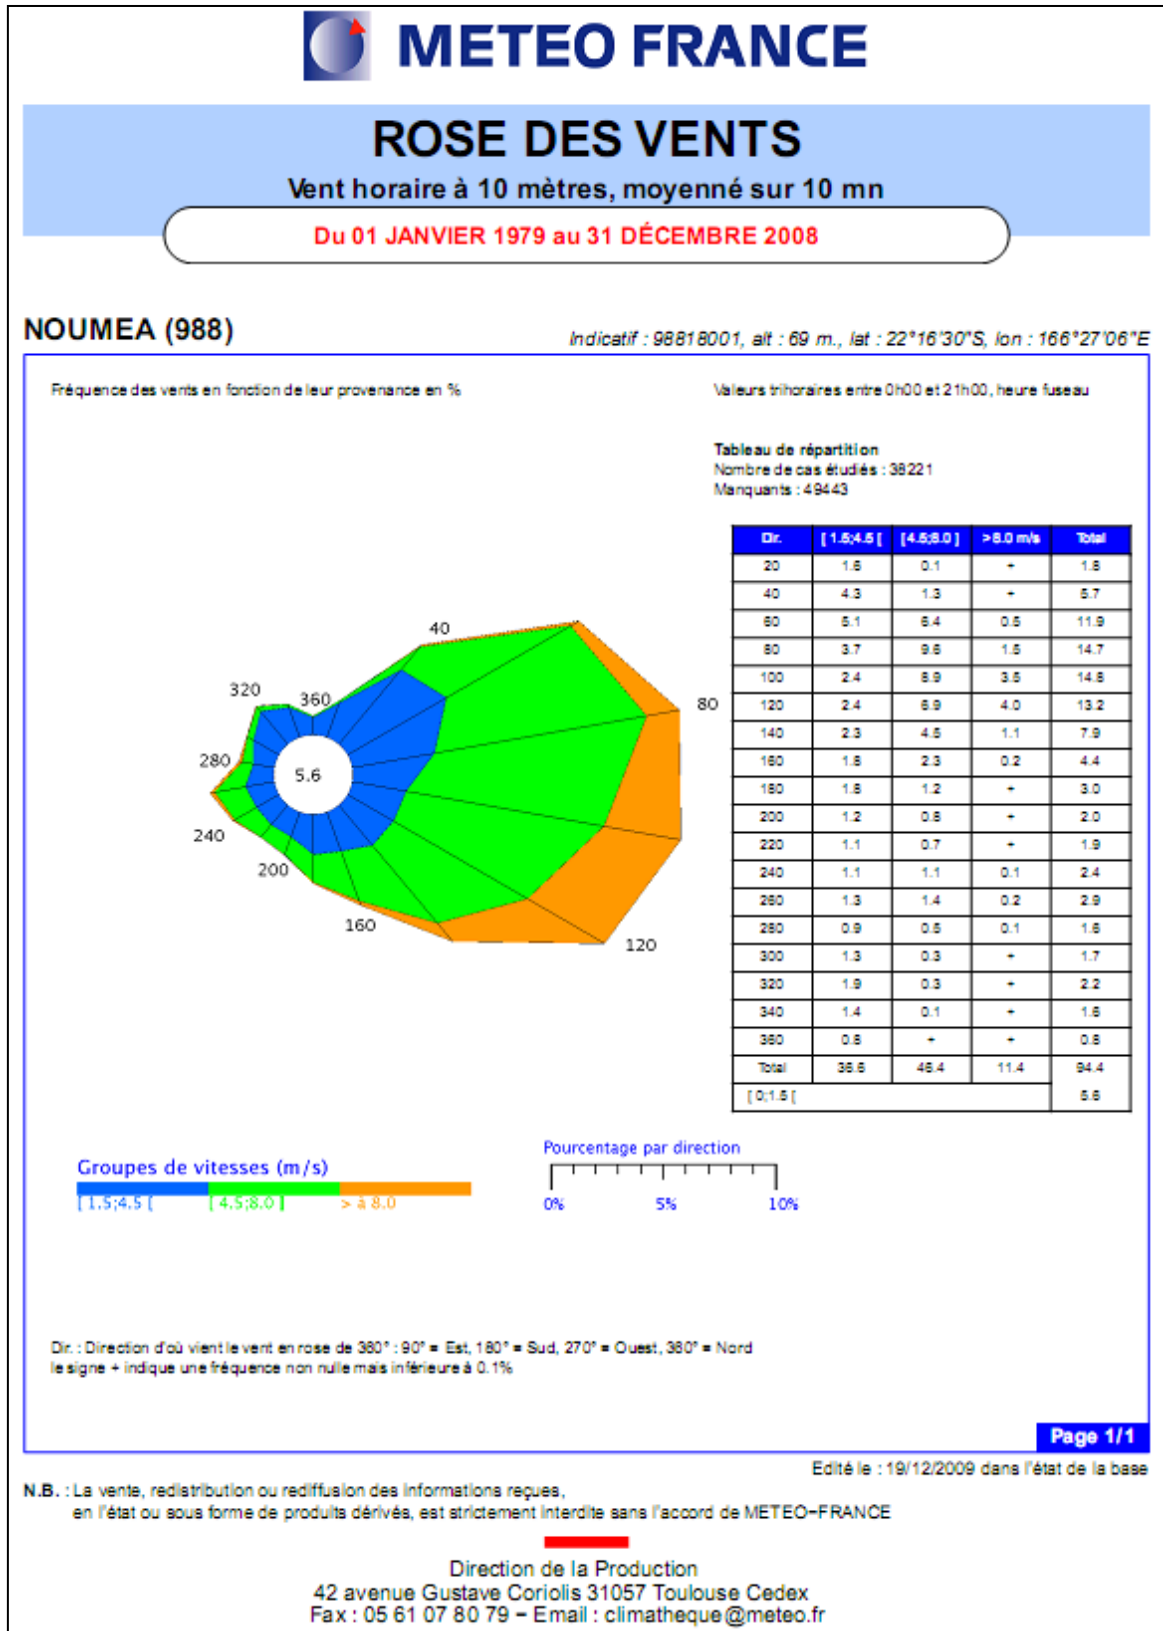 METEO FRANCE
ROSE DES VENTS
Vent horaire à 10 mètres, moyenné sur 10 mn
Du 01 JANVIER 1979 au 31 DÉCEMBRE 2008
NOUMEA (988)
Indicatif : 98818001, alt : 69 m., lat : 22°16'30"S, lon : 166°27'06"E
Fréquence des vents en fonction de leur provenance en %
Valeurs trihoraires entre 0h00 et 21h00, heure fuseau
Tableau de répartition
Nombre de cas étudiés : 38221
Manquants : 49443
Dir. [ 1.5;4.5 [ [ 4.5;8.0 ] > 8.0 m/s Total
20 1.6 0.1 + 1.8
40 4.3 1.3 + 5.7
60 5.1 6.4 0.5 11.9
80 3.7 9.6 1.5 14.7
100 2.4 8.9 3.5 14.8
120 2.4 6.9 4.0 13.2
140 2.3 4.5 1.1 7.9
160 1.8 2.3 0.2 4.4
180 1.8 1.2 + 3.0
200 1.2 0.8 + 2.0
220 1.1 0.7 + 1.9
240 1.1 1.1 0.1 2.4
260 1.3 1.4 0.2 2.9
280 0.9 0.5 0.1 1.6
300 1.3 0.3 + 1.7
320 1.9 0.3 + 2.2
340 1.4 0.1 + 1.6
360 0.8 + + 0.8
Total 36.6 46.4 11.4 94.4
[ 0;1.5 [ 5.6
40
320
360
80
280
5.6
240
200
160
120
Groupes de vitesses (m/s)
[ 1.5;4.5 [ [ 4.5;8.0 ] > à 8.0
Pourcentage par direction
0% 5% 10%
Dir. : Direction d'où vient le vent en rose de 360° : 90° = Est, 180° = Sud, 270° = Ouest, 360° = Nord
le signe + indique une fréquence non nulle mais inférieure à 0.1%
Page 1/1
Edité le : 19/12/2009 dans l'état de la base
N.B. : La vente, redistribution ou rediffusion des informations reçues,
en l'état ou sous forme de produits dérivés, est strictement interdite sans l'accord de METEO-FRANCE
Direction de la Production
42 avenue Gustave Coriolis 31057 Toulouse Cedex
Fax : 05 61 07 80 79 – Email : climatheque@meteo.fr